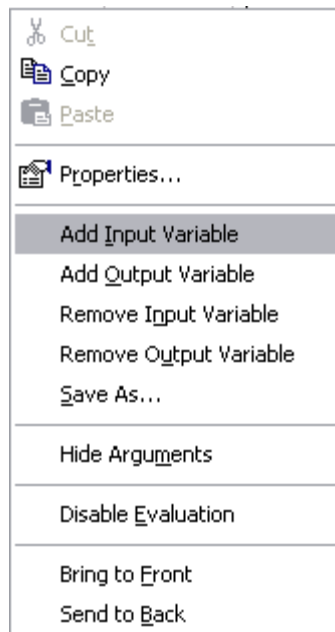 Cut
Copy
Paste
Properties...
Add Input Variable
Add Output Variable
Remove Input Variable
Remove Output Variable
Save As...
Hide Arguments
Disable Evaluation
Bring to Front
Send to Back